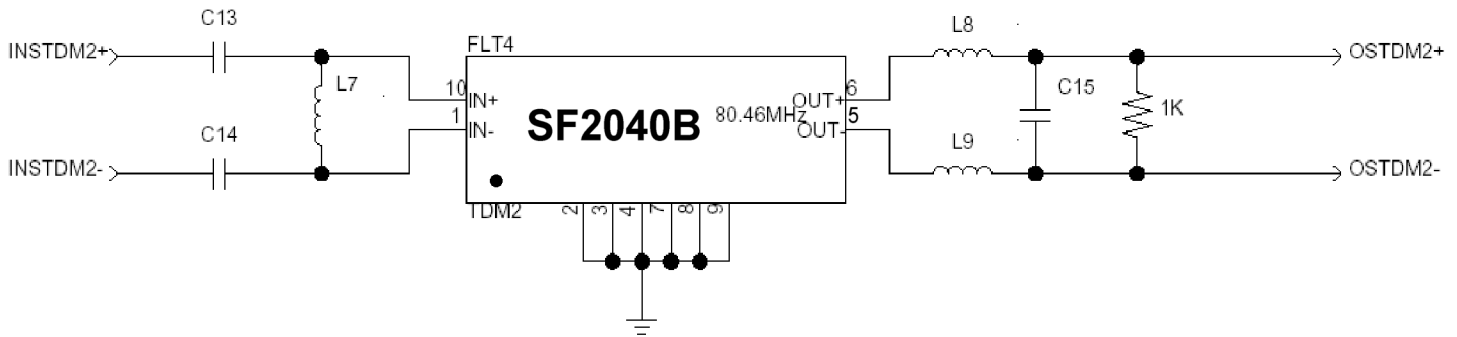 C13
L8
INSTDM2+
FLT4
OSTDM2+
L7
10
IN+
OUT+
6
C15
1K
1
IN-
SF2040B
80.46MHz
OUT-
5
C14
L9
INSTDM2-
OSTDM2-
TDM2
2
3
4
7
8
9